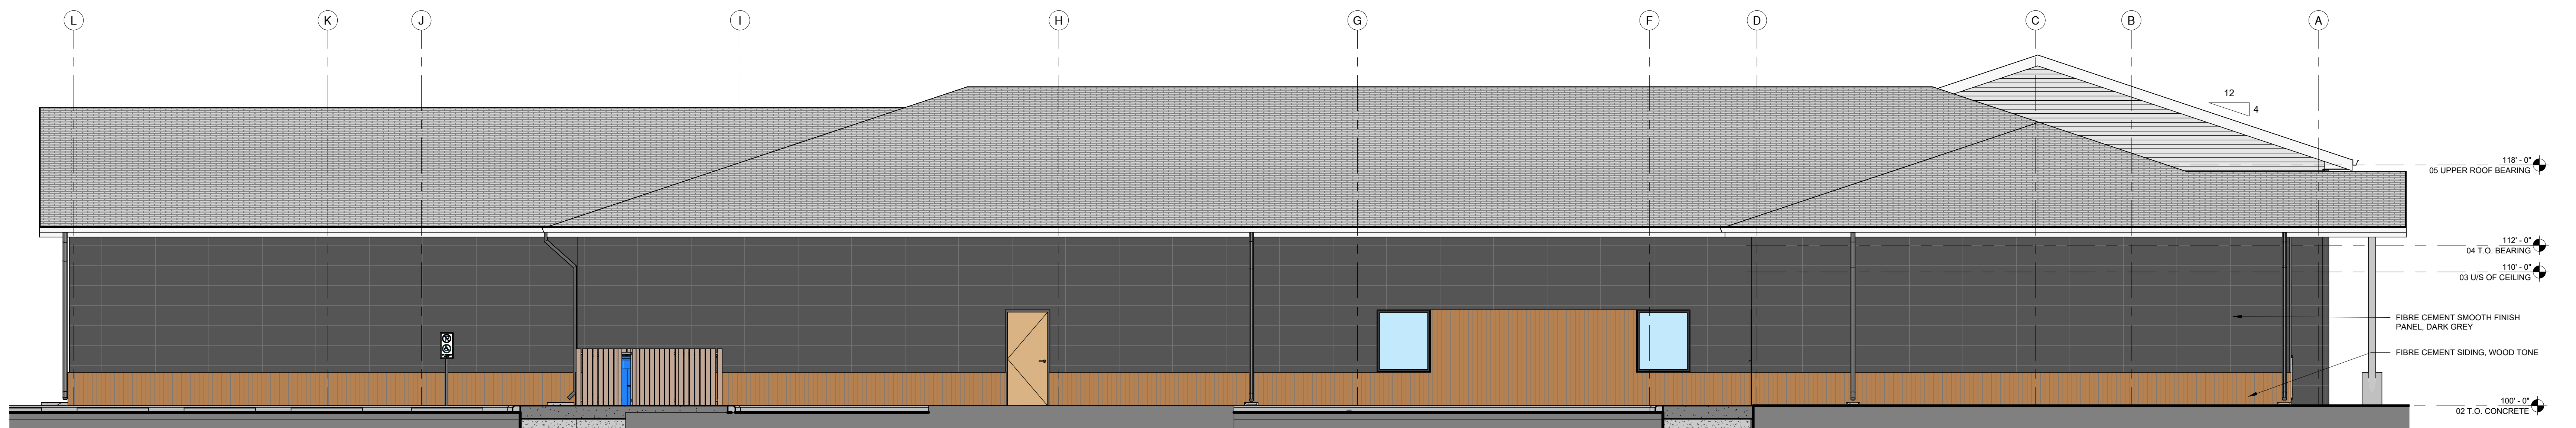 L K J I H G F D C B A
12
4
118' - 0"
05 UPPER ROOF BEARING
112' - 0"
04 T.O. BEARING
110' - 0"
03 U/S OF CEILING
FIBRE CEMENT SMOOTH FINISH
PANEL, DARK GREY
FIBRE CEMENT SIDING, WOOD TONE
100' - 0"
02 T.O. CONCRETE